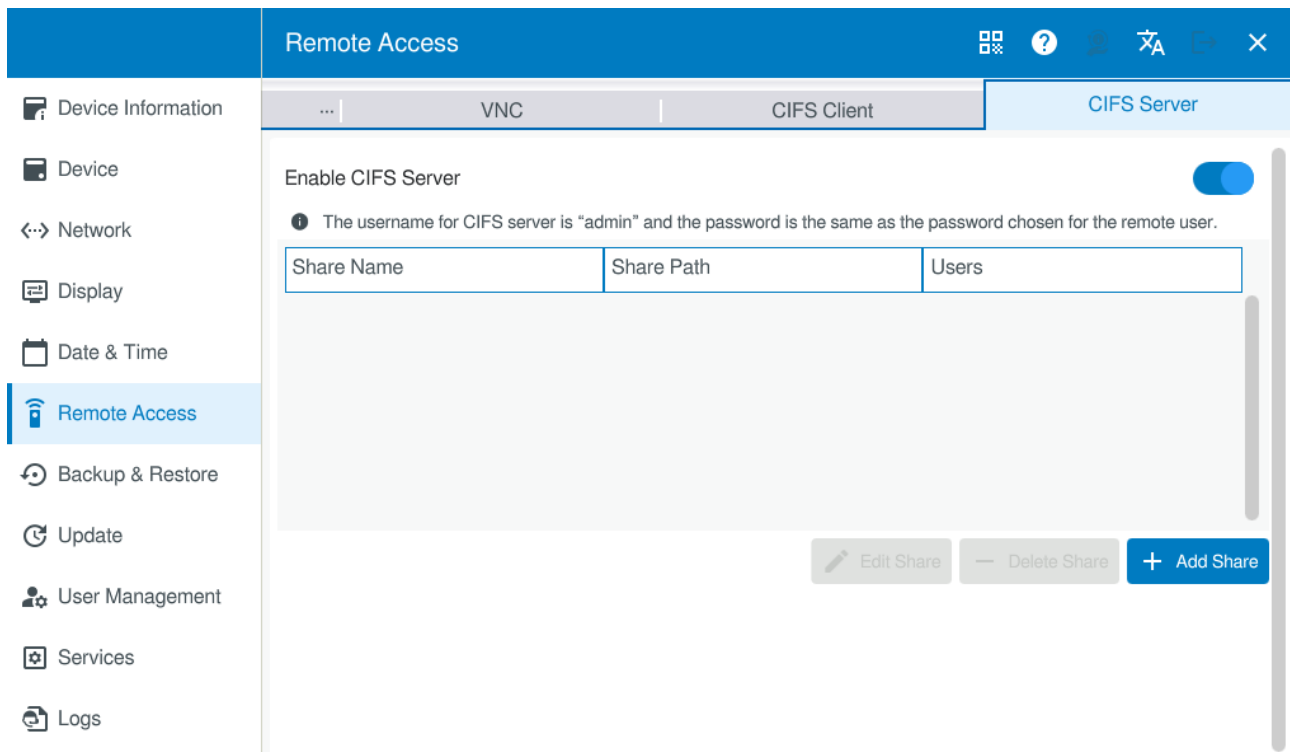 Remote Access
Device Information
Device
Network
Display
Date & Time
Remote Access
Backup & Restore
Update
User Management
Services
Logs
... VNC CIFS Client CIFS Server
Enable CIFS Server
The username for CIFS server is “admin” and the password is the same as the password chosen for the remote user.
Share Name Share Path Users
Edit Share Delete Share Add Share